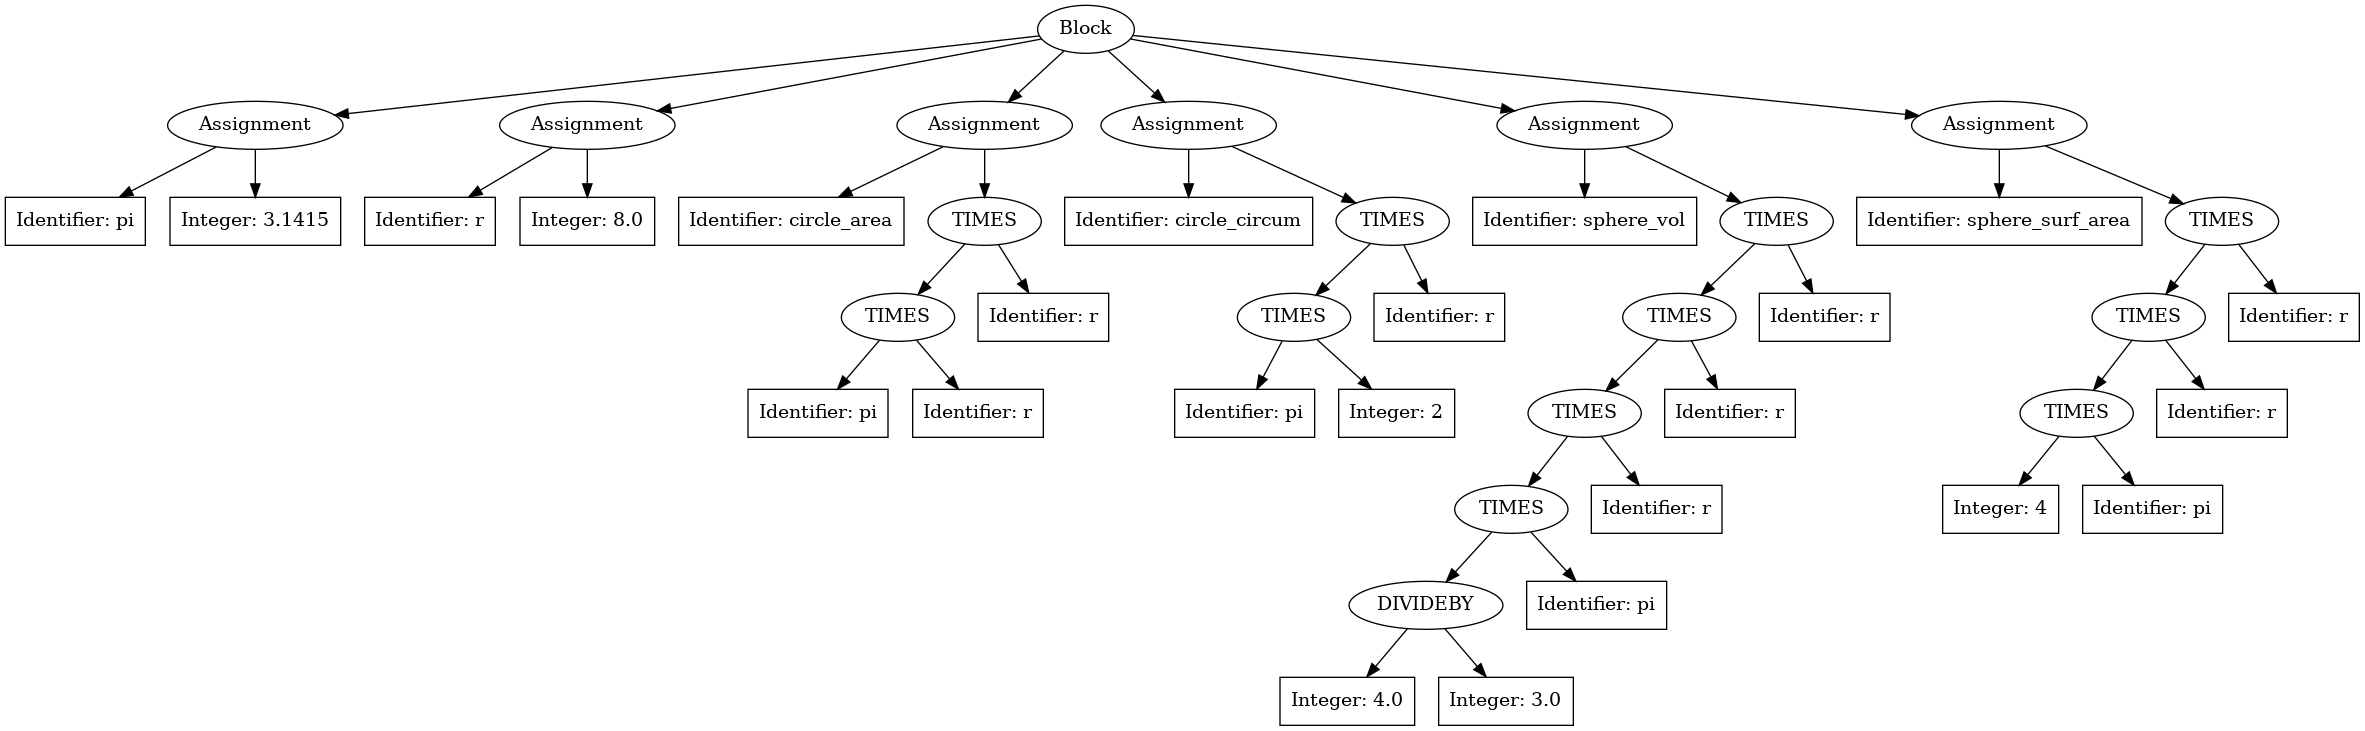 Block
Assignment
Assignment
Assignment
Assignment
Assignment
Assignment
Identifier: pi
Integer: 3.1415
Identifier: r
Integer: 8.0
Identifier: circle_area
TIMES
Identifier: circle_circum
TIMES
Identifier: sphere_vol
TIMES
Identifier: sphere_surf_area
TIMES
TIMES
Identifier: r
TIMES
Identifier: r
TIMES
Identifier: r
TIMES
Identifier: r
Identifier: pi
Identifier: r
Identifier: pi
Integer: 2
TIMES
Identifier: r
TIMES
Identifier: r
TIMES
Identifier: r
Integer: 4
Identifier: pi
DIVIDEBY
Identifier: pi
Integer: 4.0
Integer: 3.0